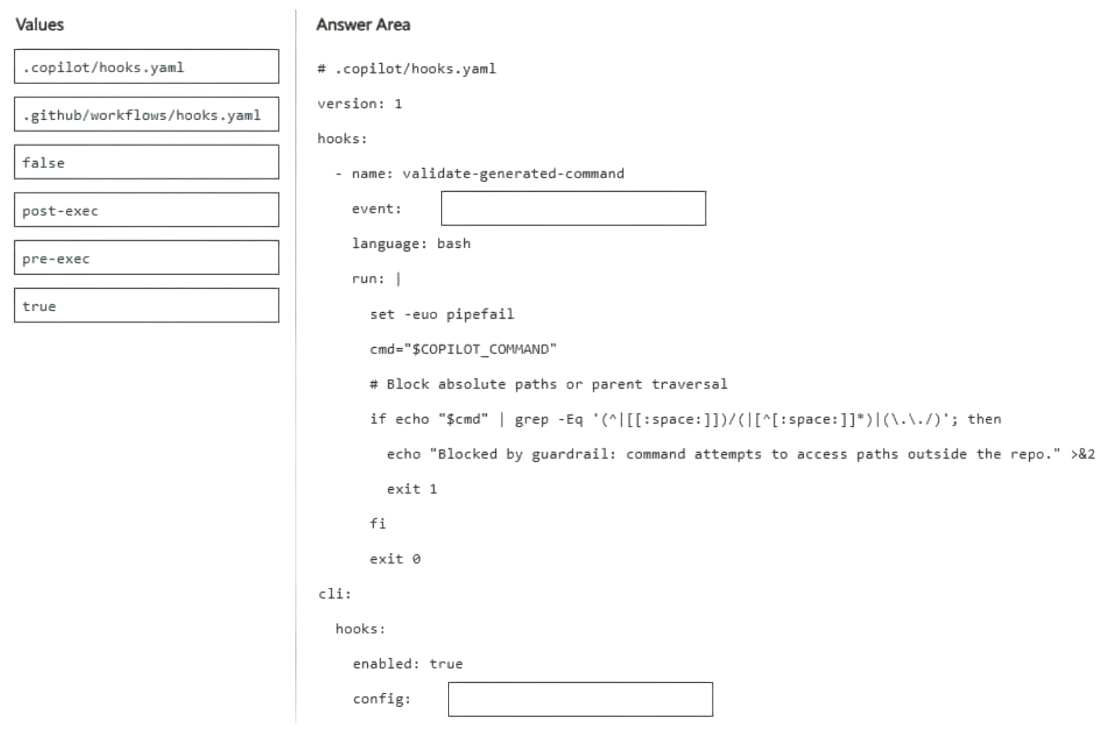 Values
.copilot/hooks.yaml
.github/workflows/hooks.yaml
false
post-exec
pre-exec
true
Answer Area
# .copilot/hooks.yaml
version: 1
hooks:
- name: validate-generated-command
event:
language: bash
run: |
set -euo pipefail
cmd="$COPILOT_COMMAND"
# Block absolute paths or parent traversal
if echo "$cmd" | grep -Eq '(^|[[:space:]])/(|[^[:space:]]*)|(\.\./)'; then
echo "Blocked by guardrail: command attempts to access paths outside the repo." >&2
exit 1
fi
exit 0
cli:
hooks:
enabled: true
config: